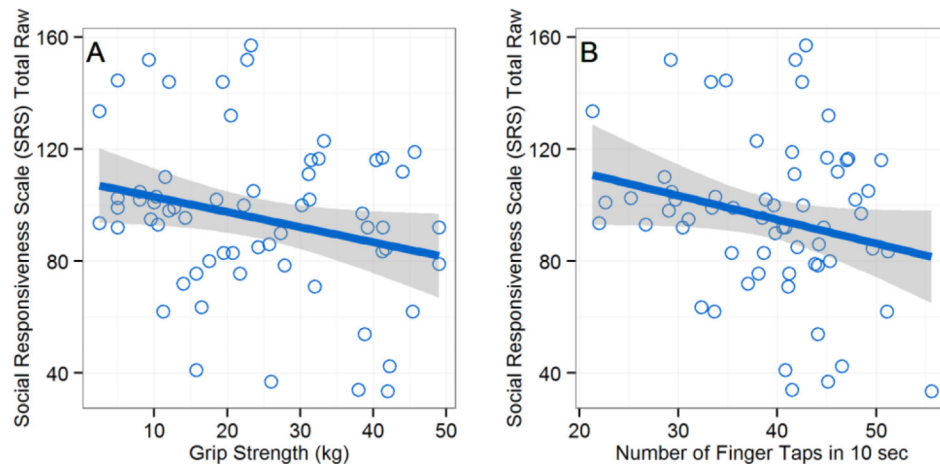 A
Social Responsiveness Scale (SRS) Total Raw
160
120
80
40
10
20
30
40
50
Grip Strength (kg)
B
Social Responsiveness Scale (SRS) Total Raw
160
120
80
40
20
30
40
50
Number of Finger Taps in 10 sec